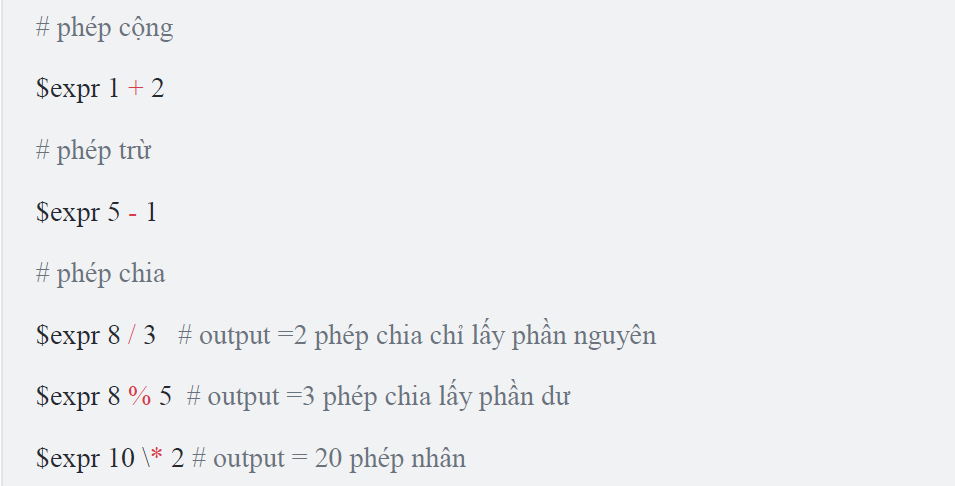 # phép cộng
$expr 1 + 2
# phép trừ
$expr 5 - 1
# phép chia
$expr 8 / 3 # output =2 phép chia chỉ lấy phần nguyên
$expr 8 % 5 # output =3 phép chia lấy phần dư
$expr 10 \* 2 # output = 20 phép nhân